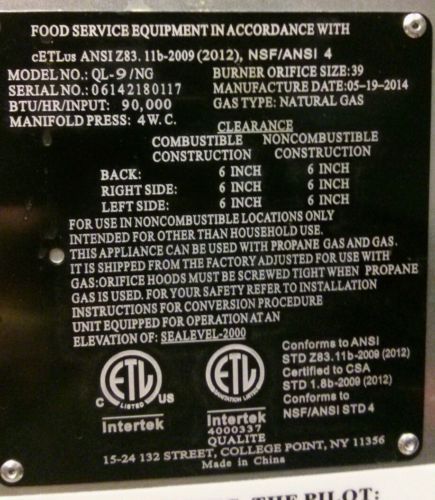 FOOD SERVICE EQUIPMENT IN ACCORDANCE WITH
cETLus ANSI Z83.11b-2009 (2012), NSF/ANSI 4
MODEL NO.: QL-9/NG BURNER ORIFICE SIZE:39
SERIAL NO.: 06142180117 MANUFACTURE DATE:05-19-2014
BTU/HR/INPUT: 90,000 GAS TYPE: NATURAL GAS
MANIFOLD PRESS: 4 W.C.
CLEARANCE
COMBUSTIBLE NONCOMBUSTIBLE
CONSTRUCTION CONSTRUCTION
BACK: 6 INCH 6 INCH
RIGHT SIDE: 6 INCH 6 INCH
LEFT SIDE: 6 INCH 6 INCH
FOR USE IN NONCOMBUSTIBLE LOCATIONS ONLY
INTENDED FOR OTHER THAN HOUSEHOLD USE.
THIS APPLIANCE CAN BE USED WITH PROPANE GAS AND GAS.
IT IS SHIPPED FROM THE FACTORY ADJUSTED FOR USE WITH
GAS:ORIFICE HOODS MUST BE SCREWED TIGHT WHEN PROPANE
GAS IS USED. FOR YOUR SAFETY REFER TO INSTALLATION
INSTRUCTIONS FOR CONVERSION PROCEDURE
UNIT EQUIPPED FOR OPERATION AT AN
ELEVATION OF: SEALEVEL-2000
Conforms to ANSI
STD Z83.11b-2009 (2012)
Certified to CSA
STD 1.8b-2009 (2012)
Conforms to
NSF/ANSI STD 4
ETL
LISTED
C US
Intertek
ETL
SANITATION LISTED
Intertek
4000337
QUALITE
15-24 132 STREET, COLLEGE POINT, NY 11356
Made in China
THE PILOT: